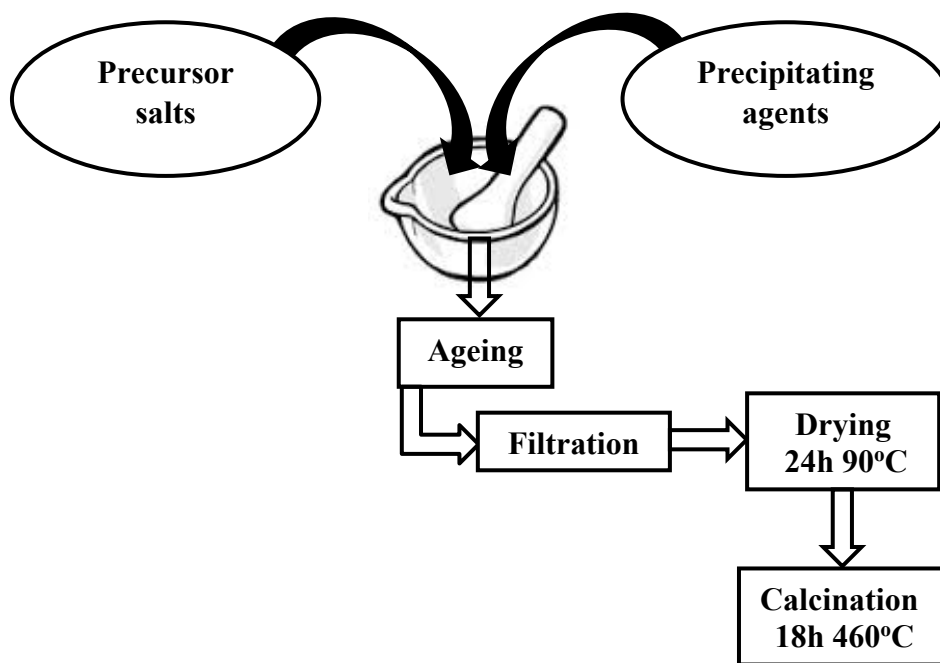 Precursor
salts
Precipitating
agents
Ageing
Filtration
Drying
24h 90ºC
Calcination
18h 460ºC